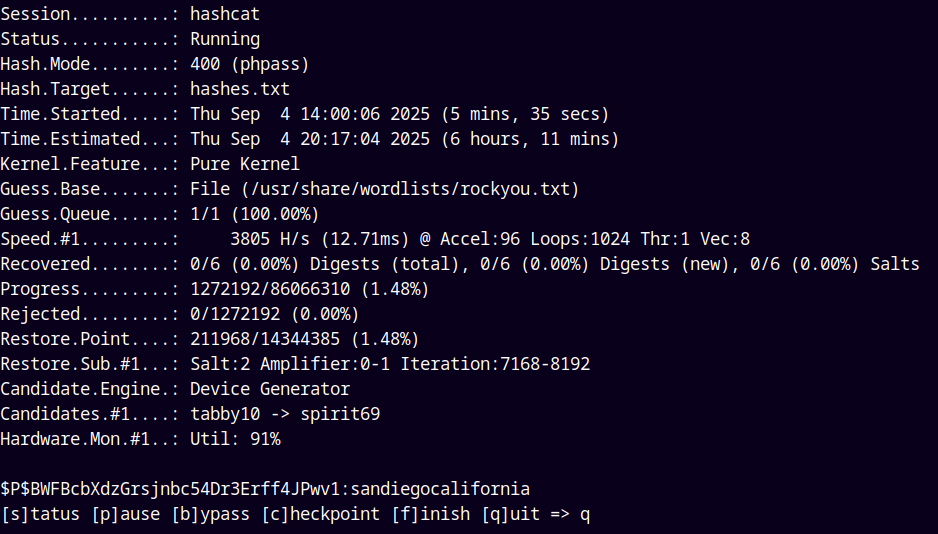 Session..........: hashcat
Status...........: Running
Hash.Mode........: 400 (phpass)
Hash.Target......: hashes.txt
Time.Started.....: Thu Sep  4 14:00:06 2025 (5 mins, 35 secs)
Time.Estimated...: Thu Sep  4 20:17:04 2025 (6 hours, 11 mins)
Kernel.Feature...: Pure Kernel
Guess.Base.......: File (/usr/share/wordlists/rockyou.txt)
Guess.Queue......: 1/1 (100.00%)
Speed.#1.........:     3805 H/s (12.71ms) @ Accel:96 Loops:1024 Thr:1 Vec:8
Recovered........: 0/6 (0.00%) Digests (total), 0/6 (0.00%) Digests (new), 0/6 (0.00%) Salts
Progress.........: 1272192/86066310 (1.48%)
Rejected.........: 0/1272192 (0.00%)
Restore.Point....: 211968/14344385 (1.48%)
Restore.Sub.#1...: Salt:2 Amplifier:0-1 Iteration:7168-8192
Candidate.Engine.: Device Generator
Candidates.#1....: tabby10 -> spirit69
Hardware.Mon.#1..: Util: 91%
$P$BWFBcbXdzGrsjnbc54Dr3Erff4JPwv1:sandiegocalifornia
[s]tatus [p]ause [b]ypass [c]heckpoint [f]inish [q]uit => q